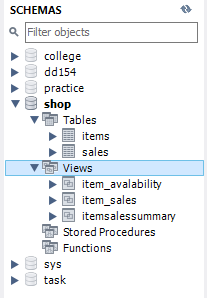 SCHEMAS
Filter objects
college
dd154
practice
shop
Tables
items
sales
Views
item_avalability
item_sales
itemsalessummary
Stored Procedures
Functions
sys
task